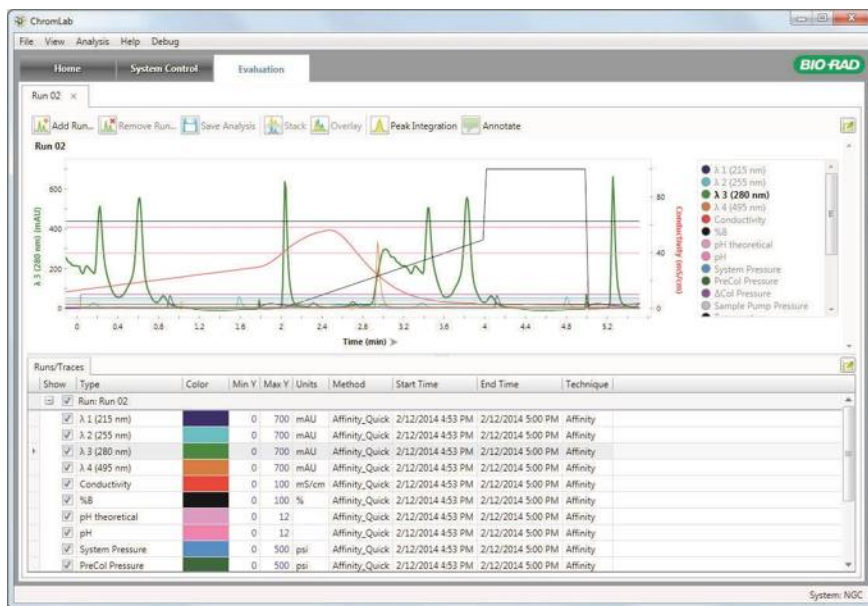 ChromLab
File View Analysis Help Debug
Home System Control Evaluation BIO-RAD
Run 02 ×
Add Run... Remove Run... Save Analysis Stack Overlay Peak Integration Annotate
Run 02
λ 3 (280 nm) (mAU)
600
400
200
0
0 0.4 0.8 1.2 1.6 2 2.4 2.8 3.2 3.6 4 4.4 4.8 5.2
Time (min)
80
40
0
Conductivity (mS/cm)
λ 1 (215 nm)
λ 2 (255 nm)
λ 3 (280 nm)
λ 4 (495 nm)
Conductivity
%B
pH theoretical
pH
System Pressure
PreCol Pressure
ΔCol Pressure
Sample Pump Pressure
Runs/Traces
Show Type Color Min Y Max Y Units Method Start Time End Time Technique
Run: Run 02
λ 1 (215 nm) 0 700 mAU Affinity_Quick 2/12/2014 4:53 PM 2/12/2014 5:00 PM Affinity
λ 2 (255 nm) 0 700 mAU Affinity_Quick 2/12/2014 4:53 PM 2/12/2014 5:00 PM Affinity
λ 3 (280 nm) 0 700 mAU Affinity_Quick 2/12/2014 4:53 PM 2/12/2014 5:00 PM Affinity
λ 4 (495 nm) 0 700 mAU Affinity_Quick 2/12/2014 4:53 PM 2/12/2014 5:00 PM Affinity
Conductivity 0 100 mS/cm Affinity_Quick 2/12/2014 4:53 PM 2/12/2014 5:00 PM Affinity
%B 0 100 % Affinity_Quick 2/12/2014 4:53 PM 2/12/2014 5:00 PM Affinity
pH theoretical 0 12 Affinity_Quick 2/12/2014 4:53 PM 2/12/2014 5:00 PM Affinity
pH 0 12 Affinity_Quick 2/12/2014 4:53 PM 2/12/2014 5:00 PM Affinity
System Pressure 0 500 psi Affinity_Quick 2/12/2014 4:53 PM 2/12/2014 5:00 PM Affinity
PreCol Pressure 0 500 psi Affinity_Quick 2/12/2014 4:53 PM 2/12/2014 5:00 PM Affinity
System: NGC